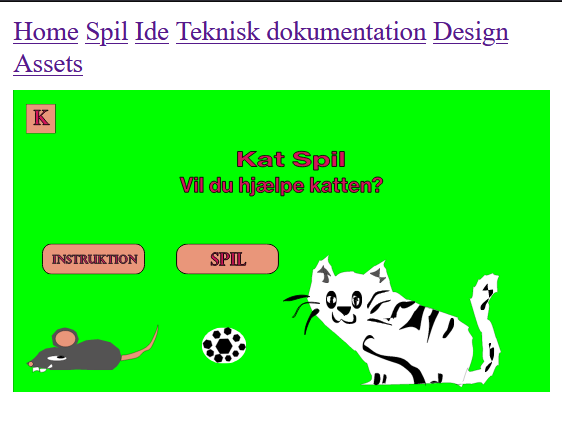 Home Spil Ide Teknisk dokumentation Design
Assets
K
Kat Spil
Vil du hjælpe katten?
INSTRUKTION
SPIL